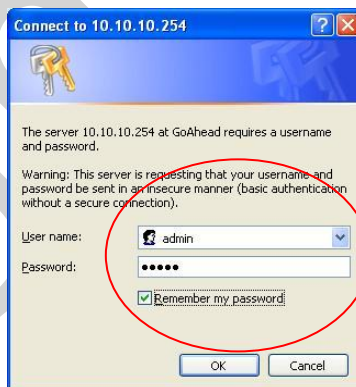 Connect to 10.10.10.254
The server 10.10.10.254 at GoAhead requires a username
and password.
Warning: This server is requesting that your username and
password be sent in an insecure manner (basic authentication
without a secure connection).
User name:
admin
Password:
•••••
Remember my password
OK
Cancel